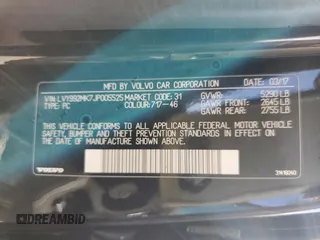 MFD. BY VOLVO CAR CORPORATION DATE: 03/17
VIN: LVY992MK7JP005525 MARKET CODE: 31 GVWR: 5290 LB
TYPE: PC COLOUR: 717-46 GAWR FRONT: 2645 LB
GAWR REAR: 2755 LB
THIS VEHICLE CONFORMS TO ALL APPLICABLE FEDERAL MOTOR VEHICLE
SAFETY, BUMPER AND THEFT PREVENTION STANDARDS IN EFFECT ON THE
DATE OF MANUFACTURE SHOWN ABOVE.
VOLVO
DREAMBID